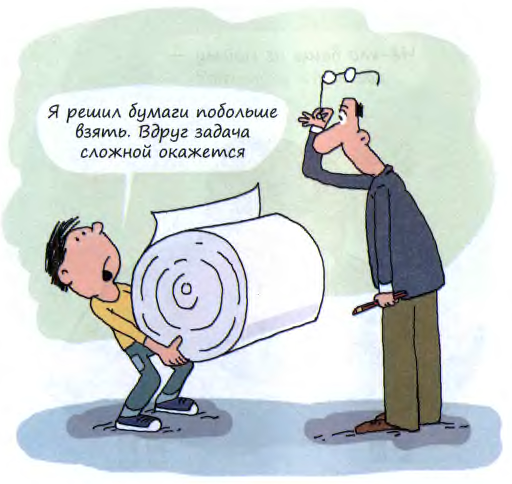 Я решил бумаги побольше
взять. Вдруг задача
сложной окажется